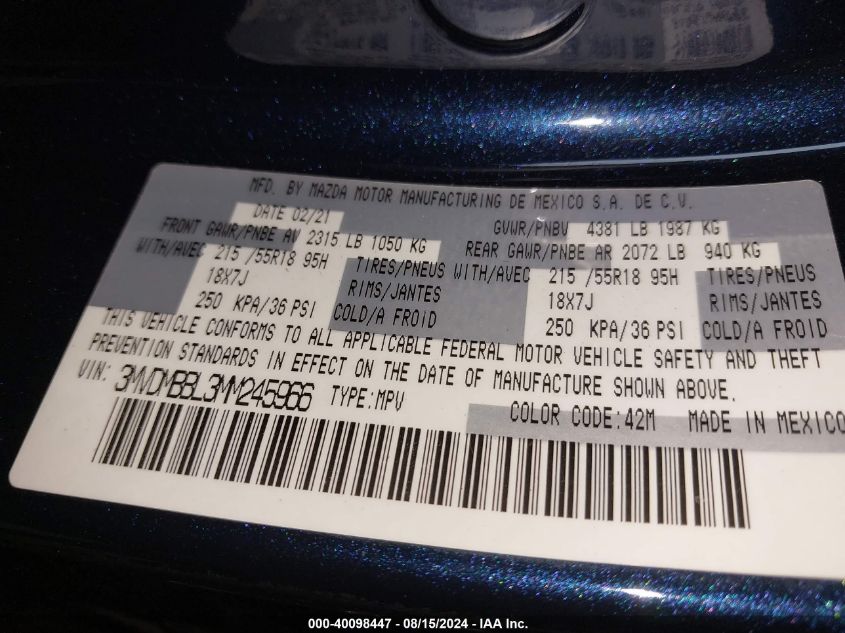 MFD. BY MAZDA MOTOR MANUFACTURING DE MEXICO S.A. DE C.V.
DATE 02/21 GVWR/PNBV 4381 LB 1987 KG
FRONT GAWR/PNBE AV 2315 LB 1050 KG REAR GAWR/PNBE AR 2072 LB 940 KG
WITH/AVEC 215 /55R18 95H TIRES/PNEUS WITH/AVEC 215 /55R18 95H TIRES/PNEUS
18X7J RIMS/JANTES 18X7J RIMS/JANTES
250 KPA/36 PSI COLD/A FROID 250 KPA/36 PSI COLD/A FROID
THIS VEHICLE CONFORMS TO ALL APPLICABLE FEDERAL MOTOR VEHICLE SAFETY AND THEFT
PREVENTION STANDARDS IN EFFECT ON THE DATE OF MANUFACTURE SHOWN ABOVE.
VIN: 3MVDMBBL3MM245966 TYPE:MPV
COLOR CODE:42M MADE IN MEXICO
000-40098447 - 08/15/2024 - IAA Inc.